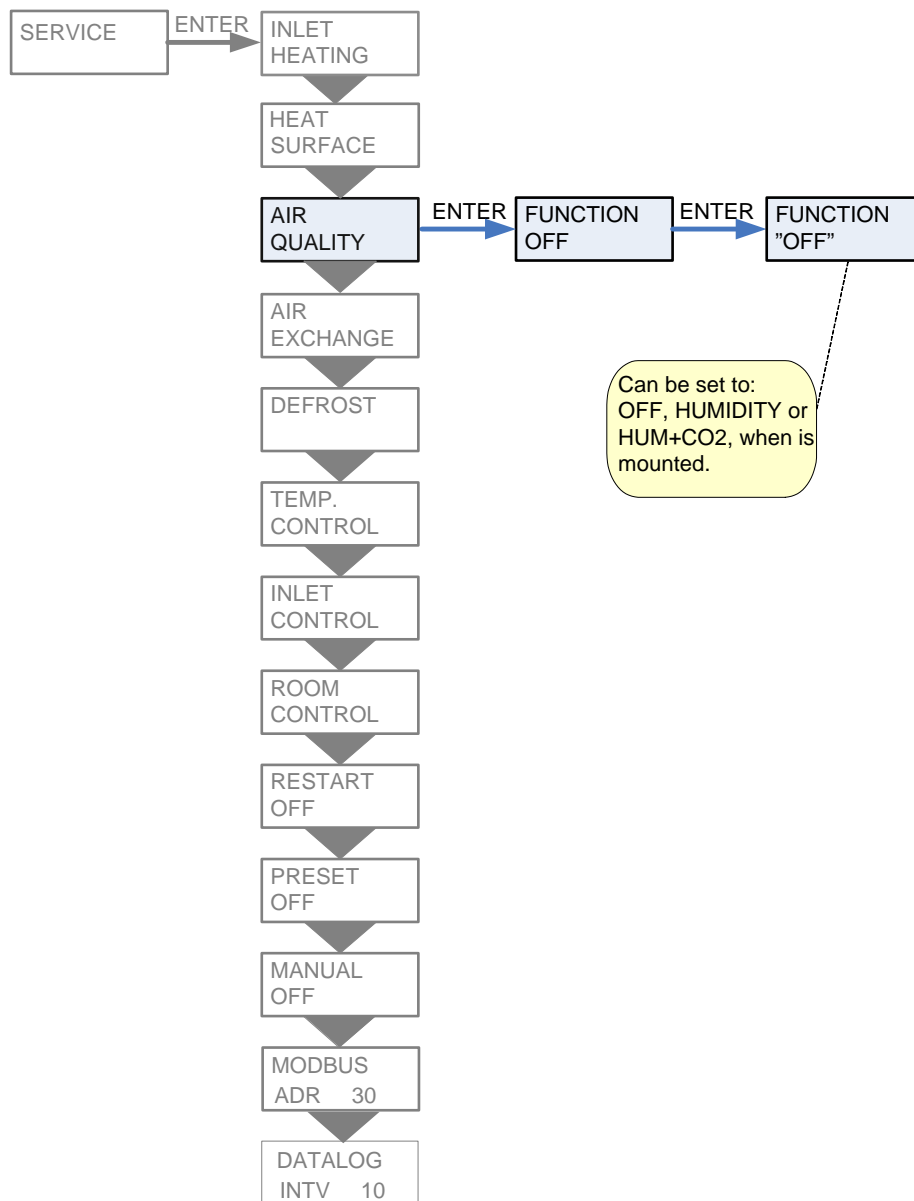 SERVICE
ENTER
INLET
HEATING
HEAT
SURFACE
AIR
QUALITY
ENTER
FUNCTION
OFF
ENTER
FUNCTION
”OFF”
Can be set to:
OFF, HUMIDITY or
HUM+CO2, when is
mounted.
AIR
EXCHANGE
DEFROST
TEMP.
CONTROL
INLET
CONTROL
ROOM
CONTROL
RESTART
OFF
PRESET
OFF
MANUAL
OFF
MODBUS
ADR 30
DATALOG
INTV 10